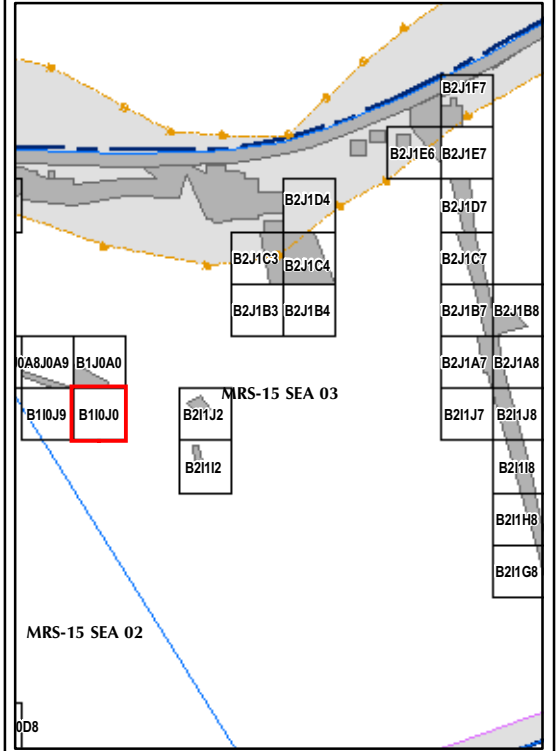 B2J1F7
B2J1E6 B2J1E7
B2J1D4 B2J1D7
B2J1C3 B2J1C4 B2J1C7
B2J1B3 B2J1B4 B2J1B7 B2J1B8
J0A8J0A9 B1J0A0 B2J1A7 B2J1A8
MRS-15 SEA 03
B1I0J9 B1I0J0 B2I1J2 B2I1J7 B2I1J8
B2I1I2 B2I1I8
B2I1H8
B2I1G8
MRS-15 SEA 02
0D8